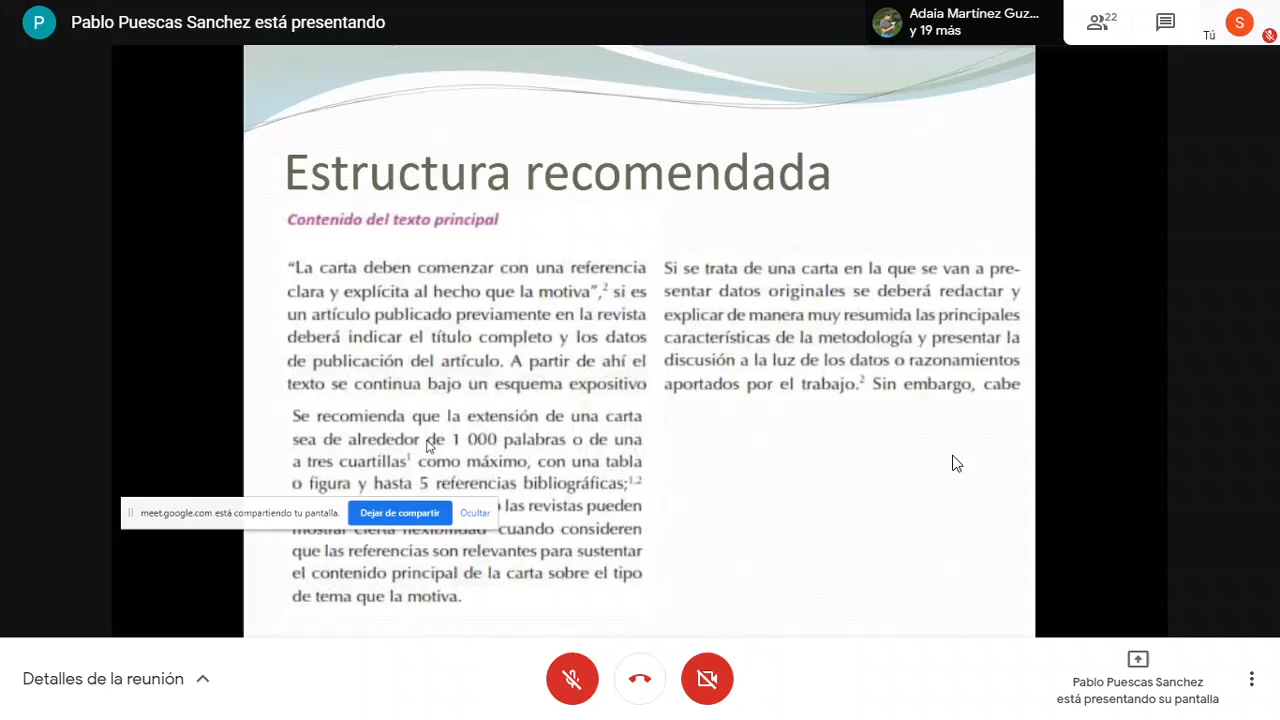 P
Pablo Puescas Sanchez está presentando
Adaia Martínez Guz...
y 19 más
22
Tú
S
Estructura recomendada
Contenido del texto principal
“La carta deben comenzar con una referencia
clara y explícita al hecho que la motiva”,² si es
un artículo publicado previamente en la revista
deberá indicar el título completo y los datos
de publicación del artículo. A partir de ahí el
texto se continua bajo un esquema expositivo
Se recomienda que la extensión de una carta
sea de alrededor de 1 000 palabras o de una
a tres cuartillas¹ como máximo, con una tabla
o figura y hasta 5 referencias bibliográficas;¹,²
las revistas pueden
cuando consideren
que las referencias son relevantes para sustentar
el contenido principal de la carta sobre el tipo
de tema que la motiva.
Si se trata de una carta en la que se van a pre-
sentar datos originales se deberá redactar y
explicar de manera muy resumida las principales
características de la metodología y presentar la
discusión a la luz de los datos o razonamientos
aportados por el trabajo.² Sin embargo, cabe
meet.google.com está compartiendo tu pantalla.
Dejar de compartir
Ocultar
Detalles de la reunión
Pablo Puescas Sanchez
está presentando su pantalla